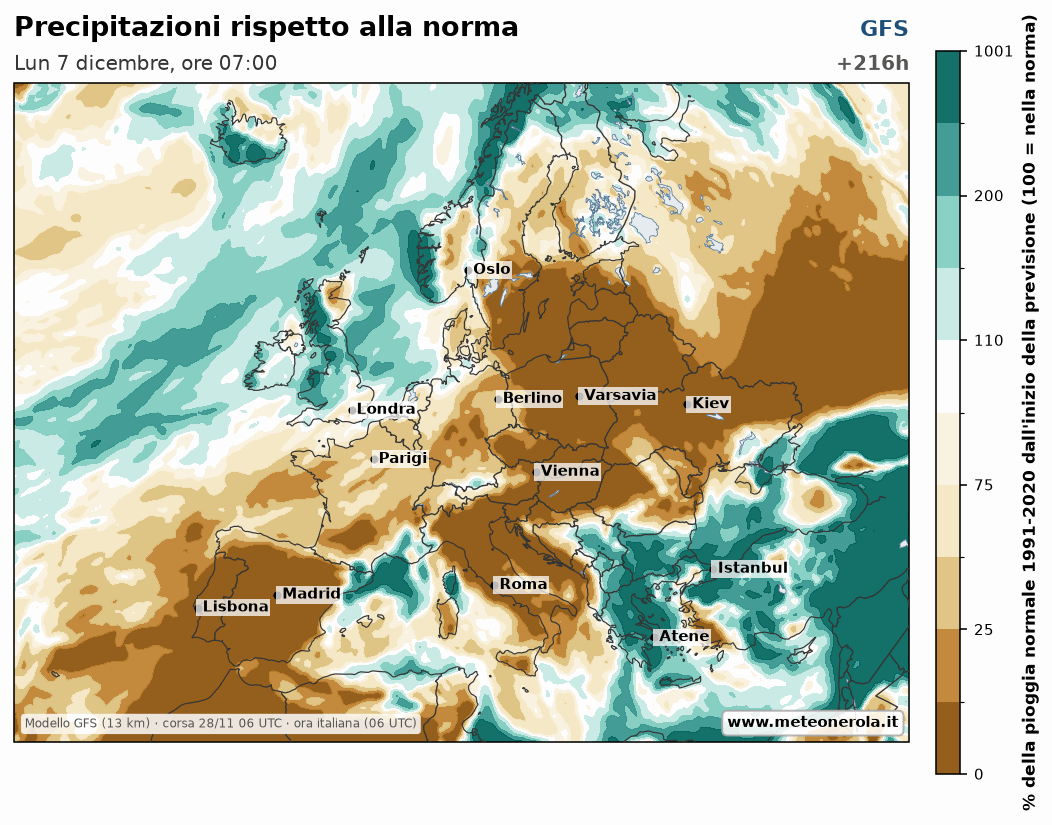 Precipitazioni rispetto alla norma
GFS
Lun 7 dicembre, ore 07:00
+216h
Oslo
Londra
Berlino
Varsavia
Kiev
Parigi
Vienna
Istanbul
Madrid
Roma
Lisbona
Atene
Modello GFS (13 km) · corsa 28/11 06 UTC · ora italiana (06 UTC)
www.meteonerola.it
1001
200
110
75
25
0
% della pioggia normale 1991-2020 dall'inizio della previsione (100 = nella norma)